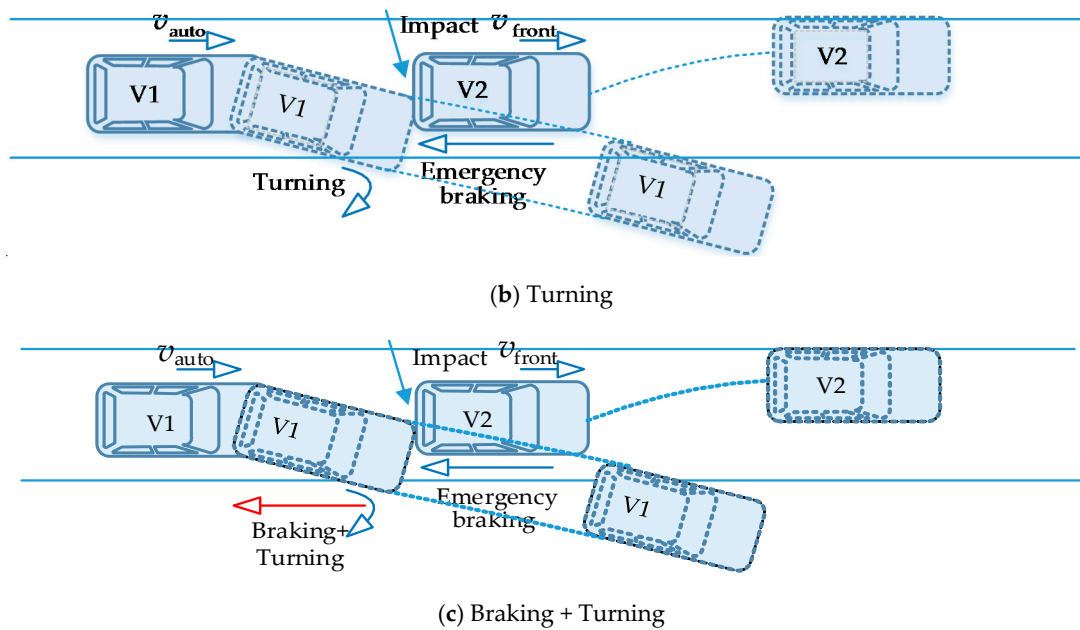 v_auto Impact v_front
V1 V1 V2 V2
Turning Emergency
braking V1
(b) Turning
v_auto Impact v_front
V1 V1 V2 V2
Braking+ Emergency
Turning braking V1
(c) Braking + Turning